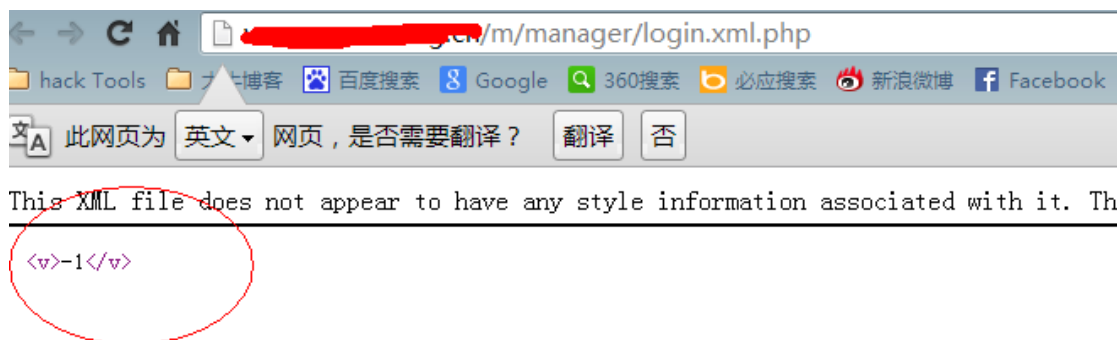 /m/manager/login.xml.php
hack Tools 博客 百度搜索 Google 360搜索 必应搜索 新浪微博 Facebook
此网页为 英文 网页，是否需要翻译？ 翻译 否
This XML file does not appear to have any style information associated with it. Th
<v>-1</v>